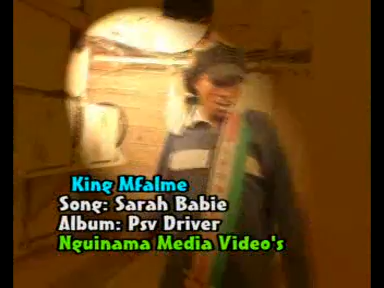 King Mfalme
Song: Sarah Babie
Album: Psv Driver
Nguinama Media Video's